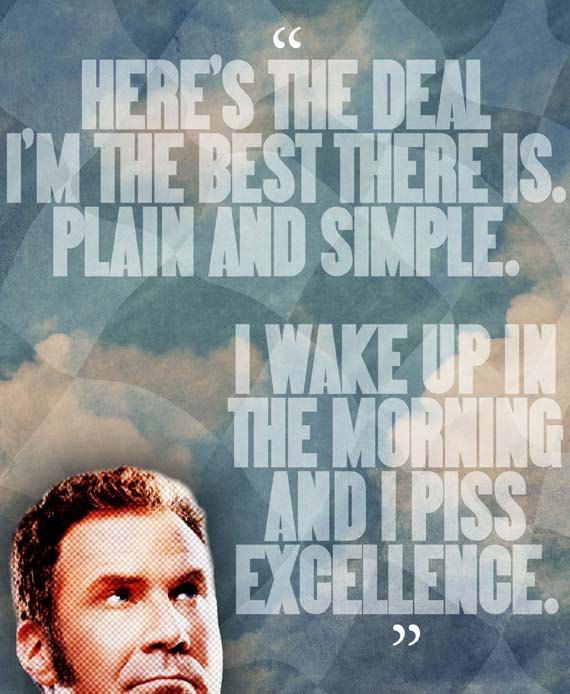 “
HERE’S THE DEAL
I’M THE BEST THERE IS.
PLAIN AND SIMPLE.
I WAKE UP IN
THE MORNING
AND I PISS
EXCELLENCE.
”